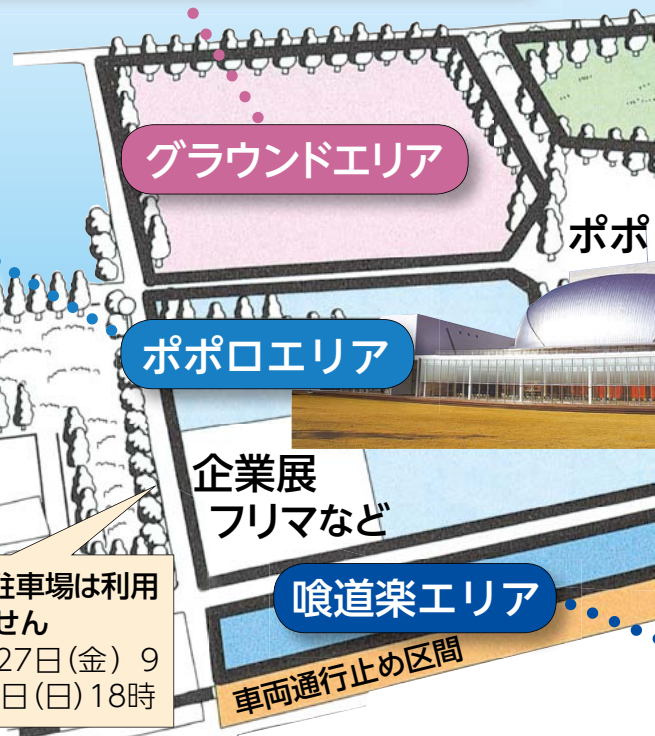 グラウンドエリア
ポポ
ポポロエリア
企業展
フリマなど
喰道楽エリア
駐車場は利用
せん
27日(金) 9
日(日)18時
車両通行止め区間